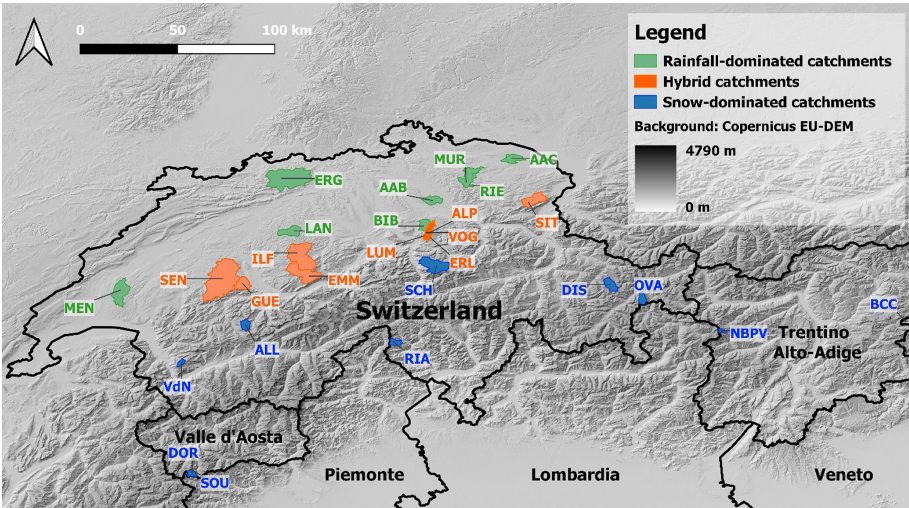 0 50 100 km
Legend
Rainfall-dominated catchments
Hybrid catchments
Snow-dominated catchments
Background: Copernicus EU-DEM
4790 m
0 m
MUR
AAC
ERG
AAB
RIE
ALP
BIB
SIT
LAN
VOG
LUM
ILF
ERL
SEN
EMM
SCH
DIS
OVA
GUE
MEN
BCC
Switzerland
NBPV
Trentino
Alto-Adige
ALL
RIA
VdN
Valle d'Aosta
DOR
SOU
Piemonte
Lombardia
Veneto